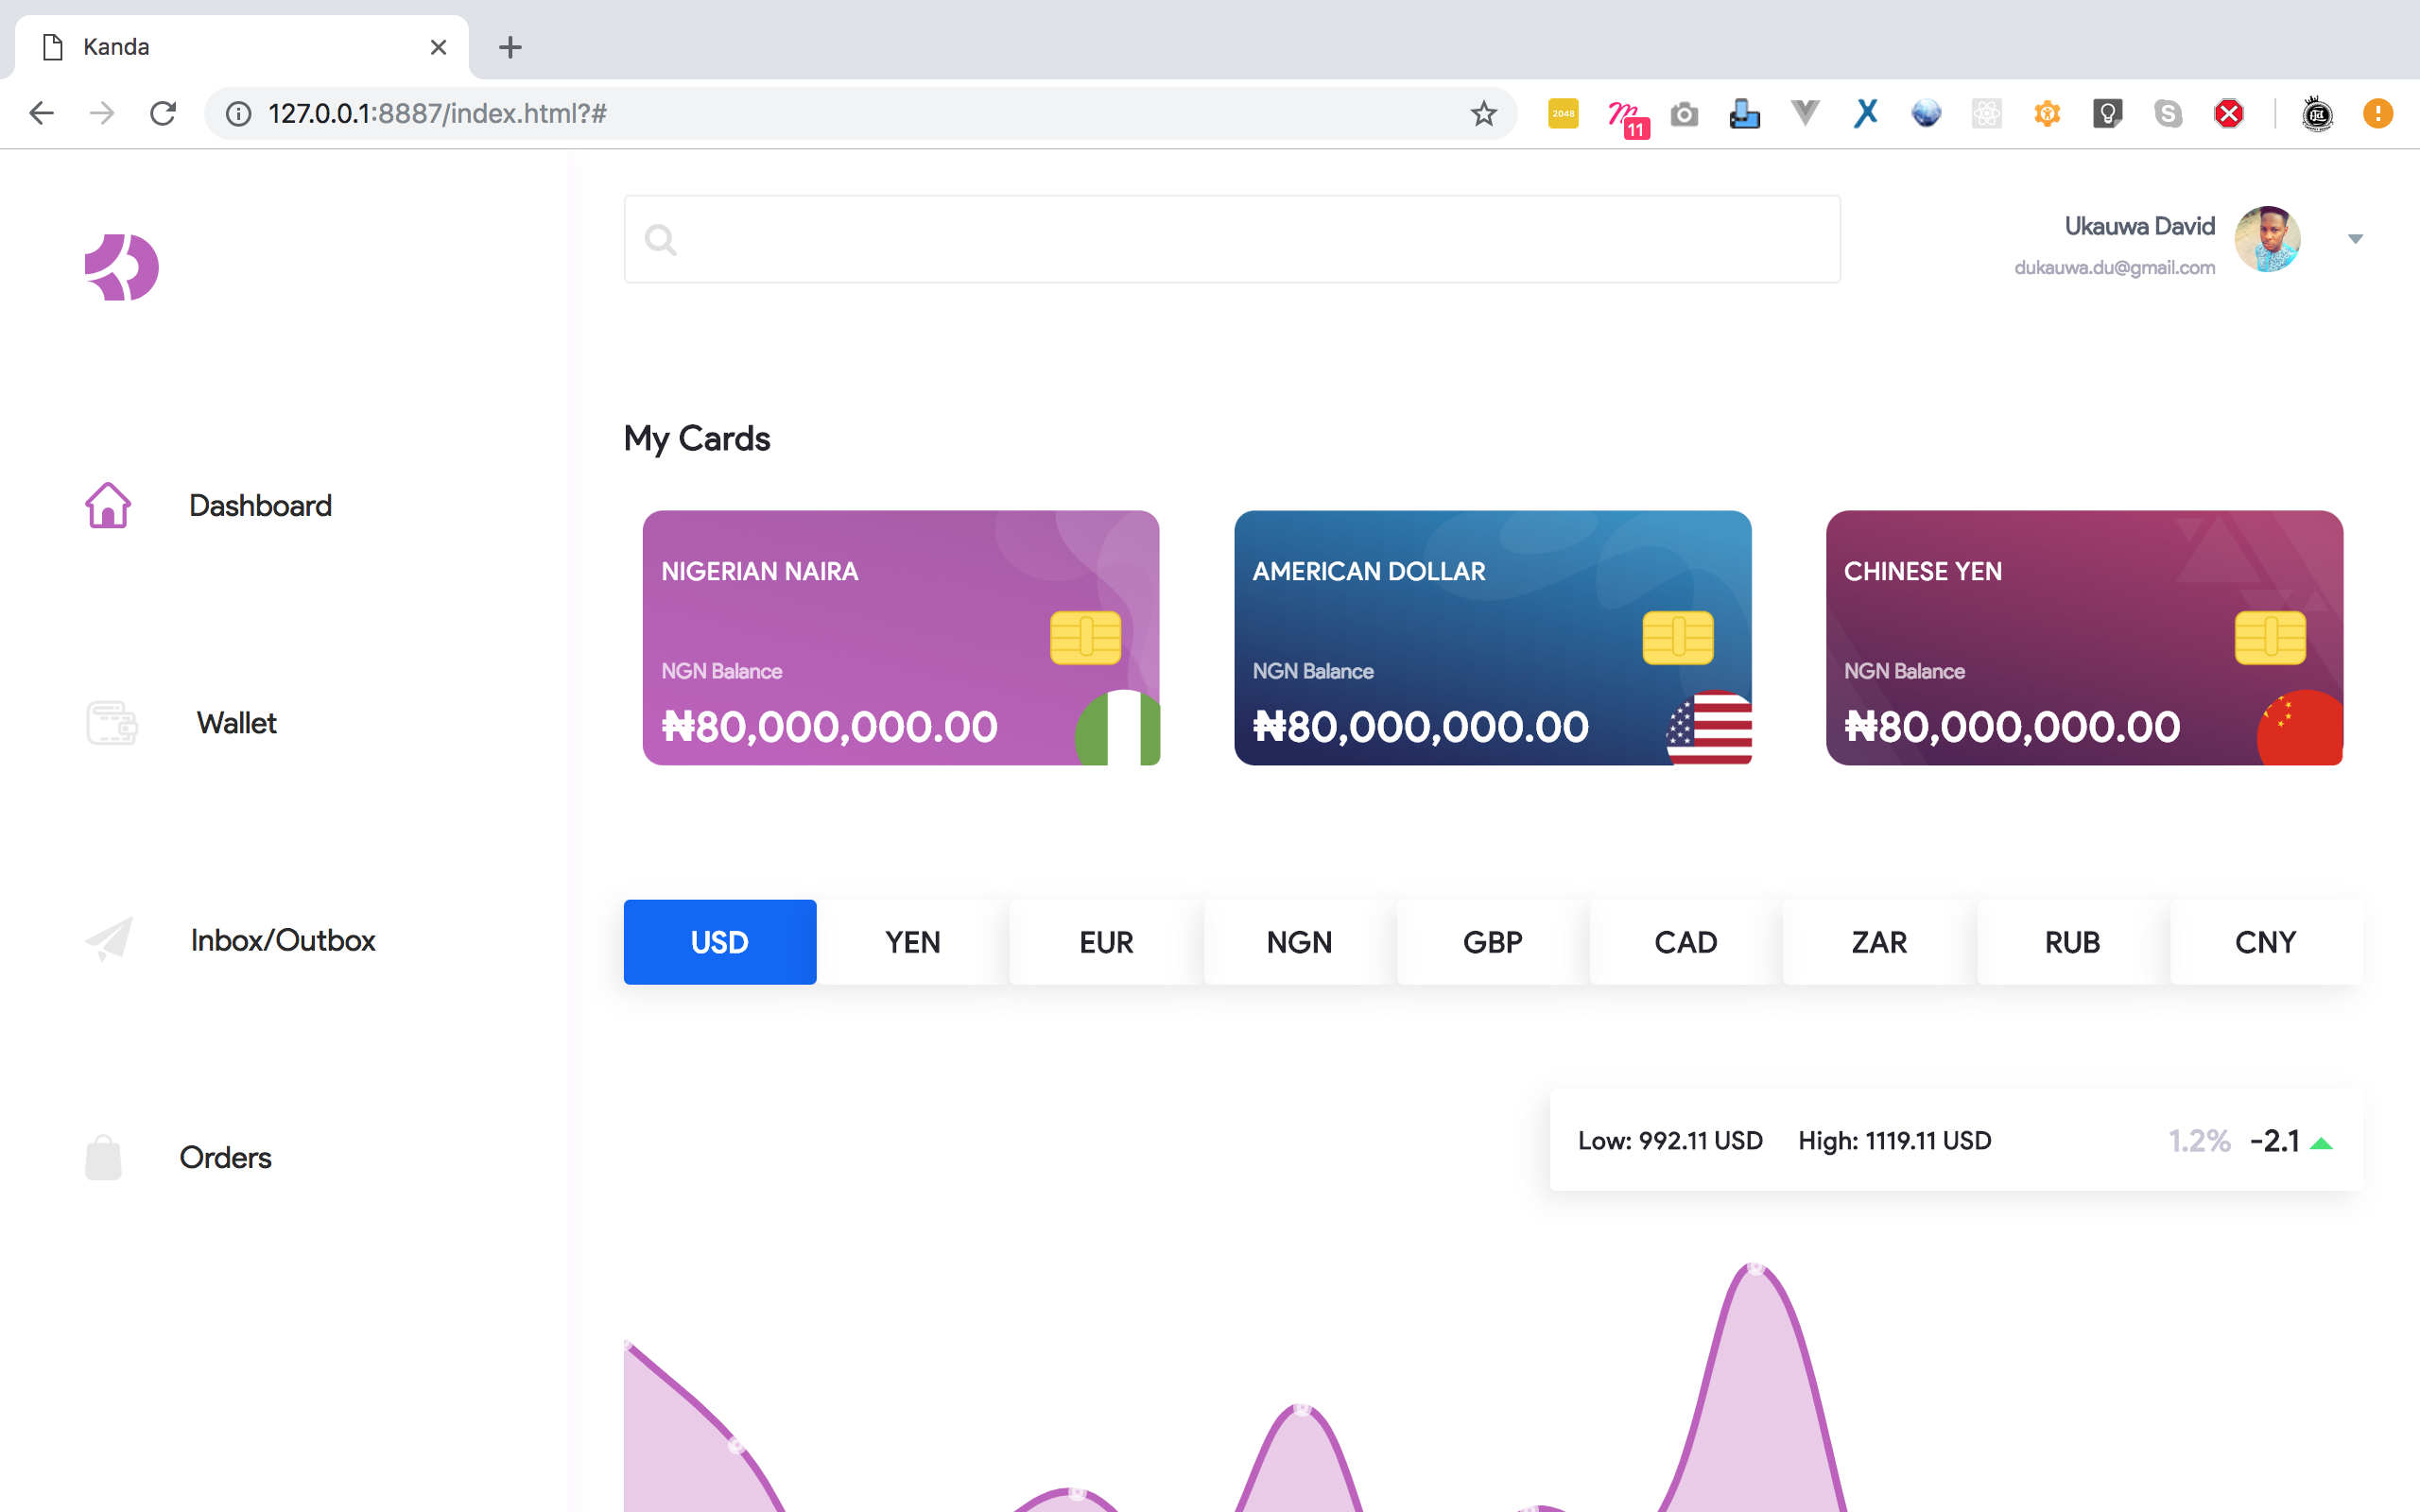 Kanda
127.0.0.1:8887/index.html?#
2048
11
Ukauwa David
dukauwa.du@gmail.com
My Cards
Dashboard
Wallet
Inbox/Outbox
Orders
NIGERIAN NAIRA
NGN Balance
₦80,000,000.00
AMERICAN DOLLAR
NGN Balance
₦80,000,000.00
CHINESE YEN
NGN Balance
₦80,000,000.00
USD YEN EUR NGN GBP CAD ZAR RUB CNY
Low: 992.11 USD High: 1119.11 USD 1.2% -2.1